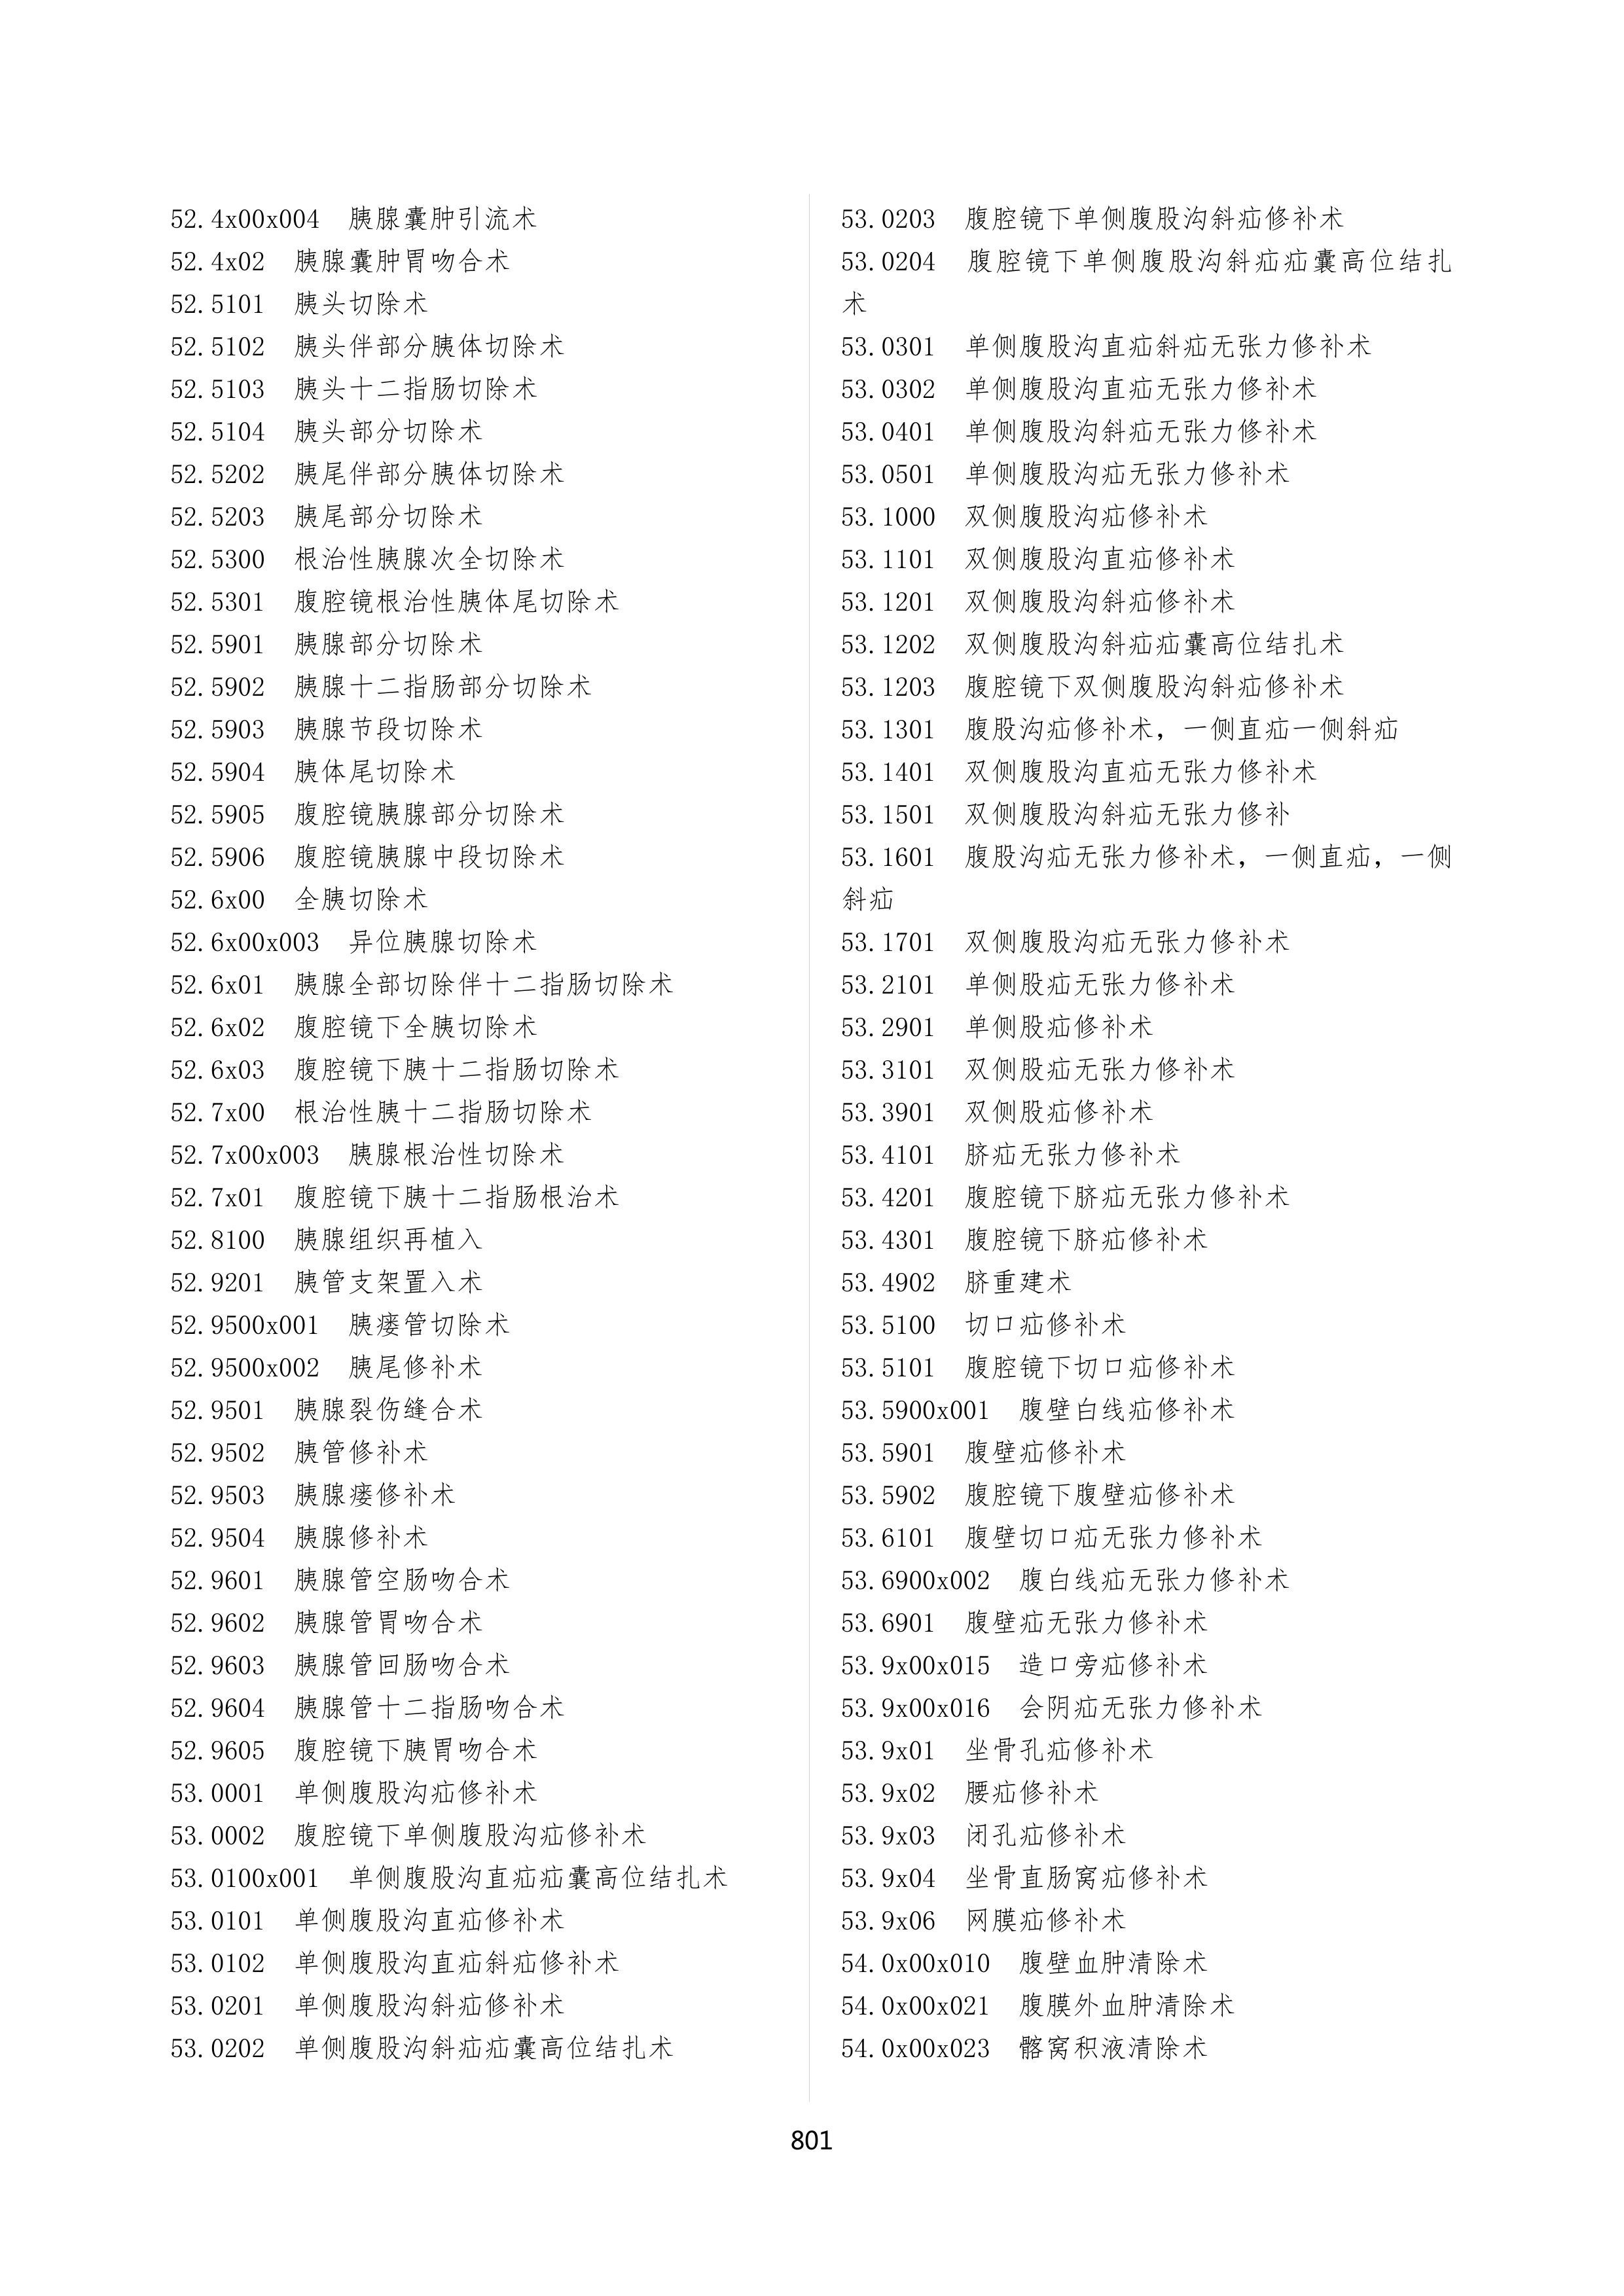 52.4x00x004  胰腺囊肿引流术
52.4x02  胰腺囊肿胃吻合术
52.5101  胰头切除术
52.5102  胰头伴部分胰体切除术
52.5103  胰头十二指肠切除术
52.5104  胰头部分切除术
52.5202  胰尾伴部分胰体切除术
52.5203  胰尾部分切除术
52.5300  根治性胰腺次全切除术
52.5301  腹腔镜根治性胰体尾切除术
52.5901  胰腺部分切除术
52.5902  胰腺十二指肠部分切除术
52.5903  胰腺节段切除术
52.5904  胰体尾切除术
52.5905  腹腔镜胰腺部分切除术
52.5906  腹腔镜胰腺中段切除术
52.6x00  全胰切除术
52.6x00x003  异位胰腺切除术
52.6x01  胰腺全部切除伴十二指肠切除术
52.6x02  腹腔镜下全胰切除术
52.6x03  腹腔镜下胰十二指肠切除术
52.7x00  根治性胰十二指肠切除术
52.7x00x003  胰腺根治性切除术
52.7x01  腹腔镜下胰十二指肠根治术
52.8100  胰腺组织再植入
52.9201  胰管支架置入术
52.9500x001  胰瘘管切除术
52.9500x002  胰尾修补术
52.9501  胰腺裂伤缝合术
52.9502  胰管修补术
52.9503  胰腺瘘修补术
52.9504  胰腺修补术
52.9601  胰腺管空肠吻合术
52.9602  胰腺管胃吻合术
52.9603  胰腺管回肠吻合术
52.9604  胰腺管十二指肠吻合术
52.9605  腹腔镜下胰胃吻合术
53.0001  单侧腹股沟疝修补术
53.0002  腹腔镜下单侧腹股沟疝修补术
53.0100x001  单侧腹股沟直疝疝囊高位结扎术
53.0101  单侧腹股沟直疝修补术
53.0102  单侧腹股沟直疝斜疝修补术
53.0201  单侧腹股沟斜疝修补术
53.0202  单侧腹股沟斜疝疝囊高位结扎术
53.0203  腹腔镜下单侧腹股沟斜疝修补术
53.0204  腹腔镜下单侧腹股沟斜疝疝囊高位结扎
术
53.0301  单侧腹股沟直疝斜疝无张力修补术
53.0302  单侧腹股沟直疝无张力修补术
53.0401  单侧腹股沟斜疝无张力修补术
53.0501  单侧腹股沟疝无张力修补术
53.1000  双侧腹股沟疝修补术
53.1101  双侧腹股沟直疝修补术
53.1201  双侧腹股沟斜疝修补术
53.1202  双侧腹股沟斜疝疝囊高位结扎术
53.1203  腹腔镜下双侧腹股沟斜疝修补术
53.1301  腹股沟疝修补术，一侧直疝一侧斜疝
53.1401  双侧腹股沟直疝无张力修补术
53.1501  双侧腹股沟斜疝无张力修补
53.1601  腹股沟疝无张力修补术，一侧直疝，一侧
斜疝
53.1701  双侧腹股沟疝无张力修补术
53.2101  单侧股疝无张力修补术
53.2901  单侧股疝修补术
53.3101  双侧股疝无张力修补术
53.3901  双侧股疝修补术
53.4101  脐疝无张力修补术
53.4201  腹腔镜下脐疝无张力修补术
53.4301  腹腔镜下脐疝修补术
53.4902  脐重建术
53.5100  切口疝修补术
53.5101  腹腔镜下切口疝修补术
53.5900x001  腹壁白线疝修补术
53.5901  腹壁疝修补术
53.5902  腹腔镜下腹壁疝修补术
53.6101  腹壁切口疝无张力修补术
53.6900x002  腹白线疝无张力修补术
53.6901  腹壁疝无张力修补术
53.9x00x015  造口旁疝修补术
53.9x00x016  会阴疝无张力修补术
53.9x01  坐骨孔疝修补术
53.9x02  腰疝修补术
53.9x03  闭孔疝修补术
53.9x04  坐骨直肠窝疝修补术
53.9x06  网膜疝修补术
54.0x00x010  腹壁血肿清除术
54.0x00x021  腹膜外血肿清除术
54.0x00x023  髂窝积液清除术
801